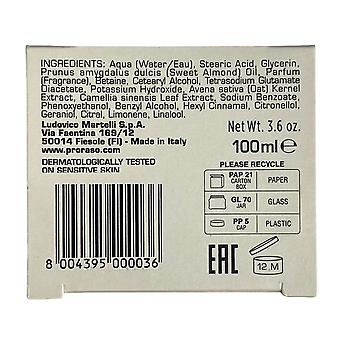 INGREDIENTS: Aqua (Water/Eau), Stearic Acid, Glycerin,
Prunus amygdalus dulcis (Sweet Almond) Oil, Parfum
(Fragrance), Betaine, Cetearyl Alcohol, Tetrasodium Glutamate
Diacetate, Potassium Hydroxide, Avena sativa (Oat) Kernel
Extract, Camellia sinensis Leaf Extract, Sodium Benzoate,
Phenoxyethanol, Benzyl Alcohol, Hexyl Cinnamal, Citronellol,
Geraniol, Citral, Limonene, Linalool.
Ludovico Martelli S.p.A.
Via Faentina 169/12
50014 Fiesole (FI) - Made in Italy
www.proraso.com
DERMATOLOGICALLY TESTED
ON SENSITIVE SKIN
Net Wt. 3.6 oz.
100ml e
PLEASE RECYCLE
PAP 21 CARTON BOX PAPER
GL 70 JAR GLASS
PP 5 CAP PLASTIC
8 004395 000036
EAC
12 M